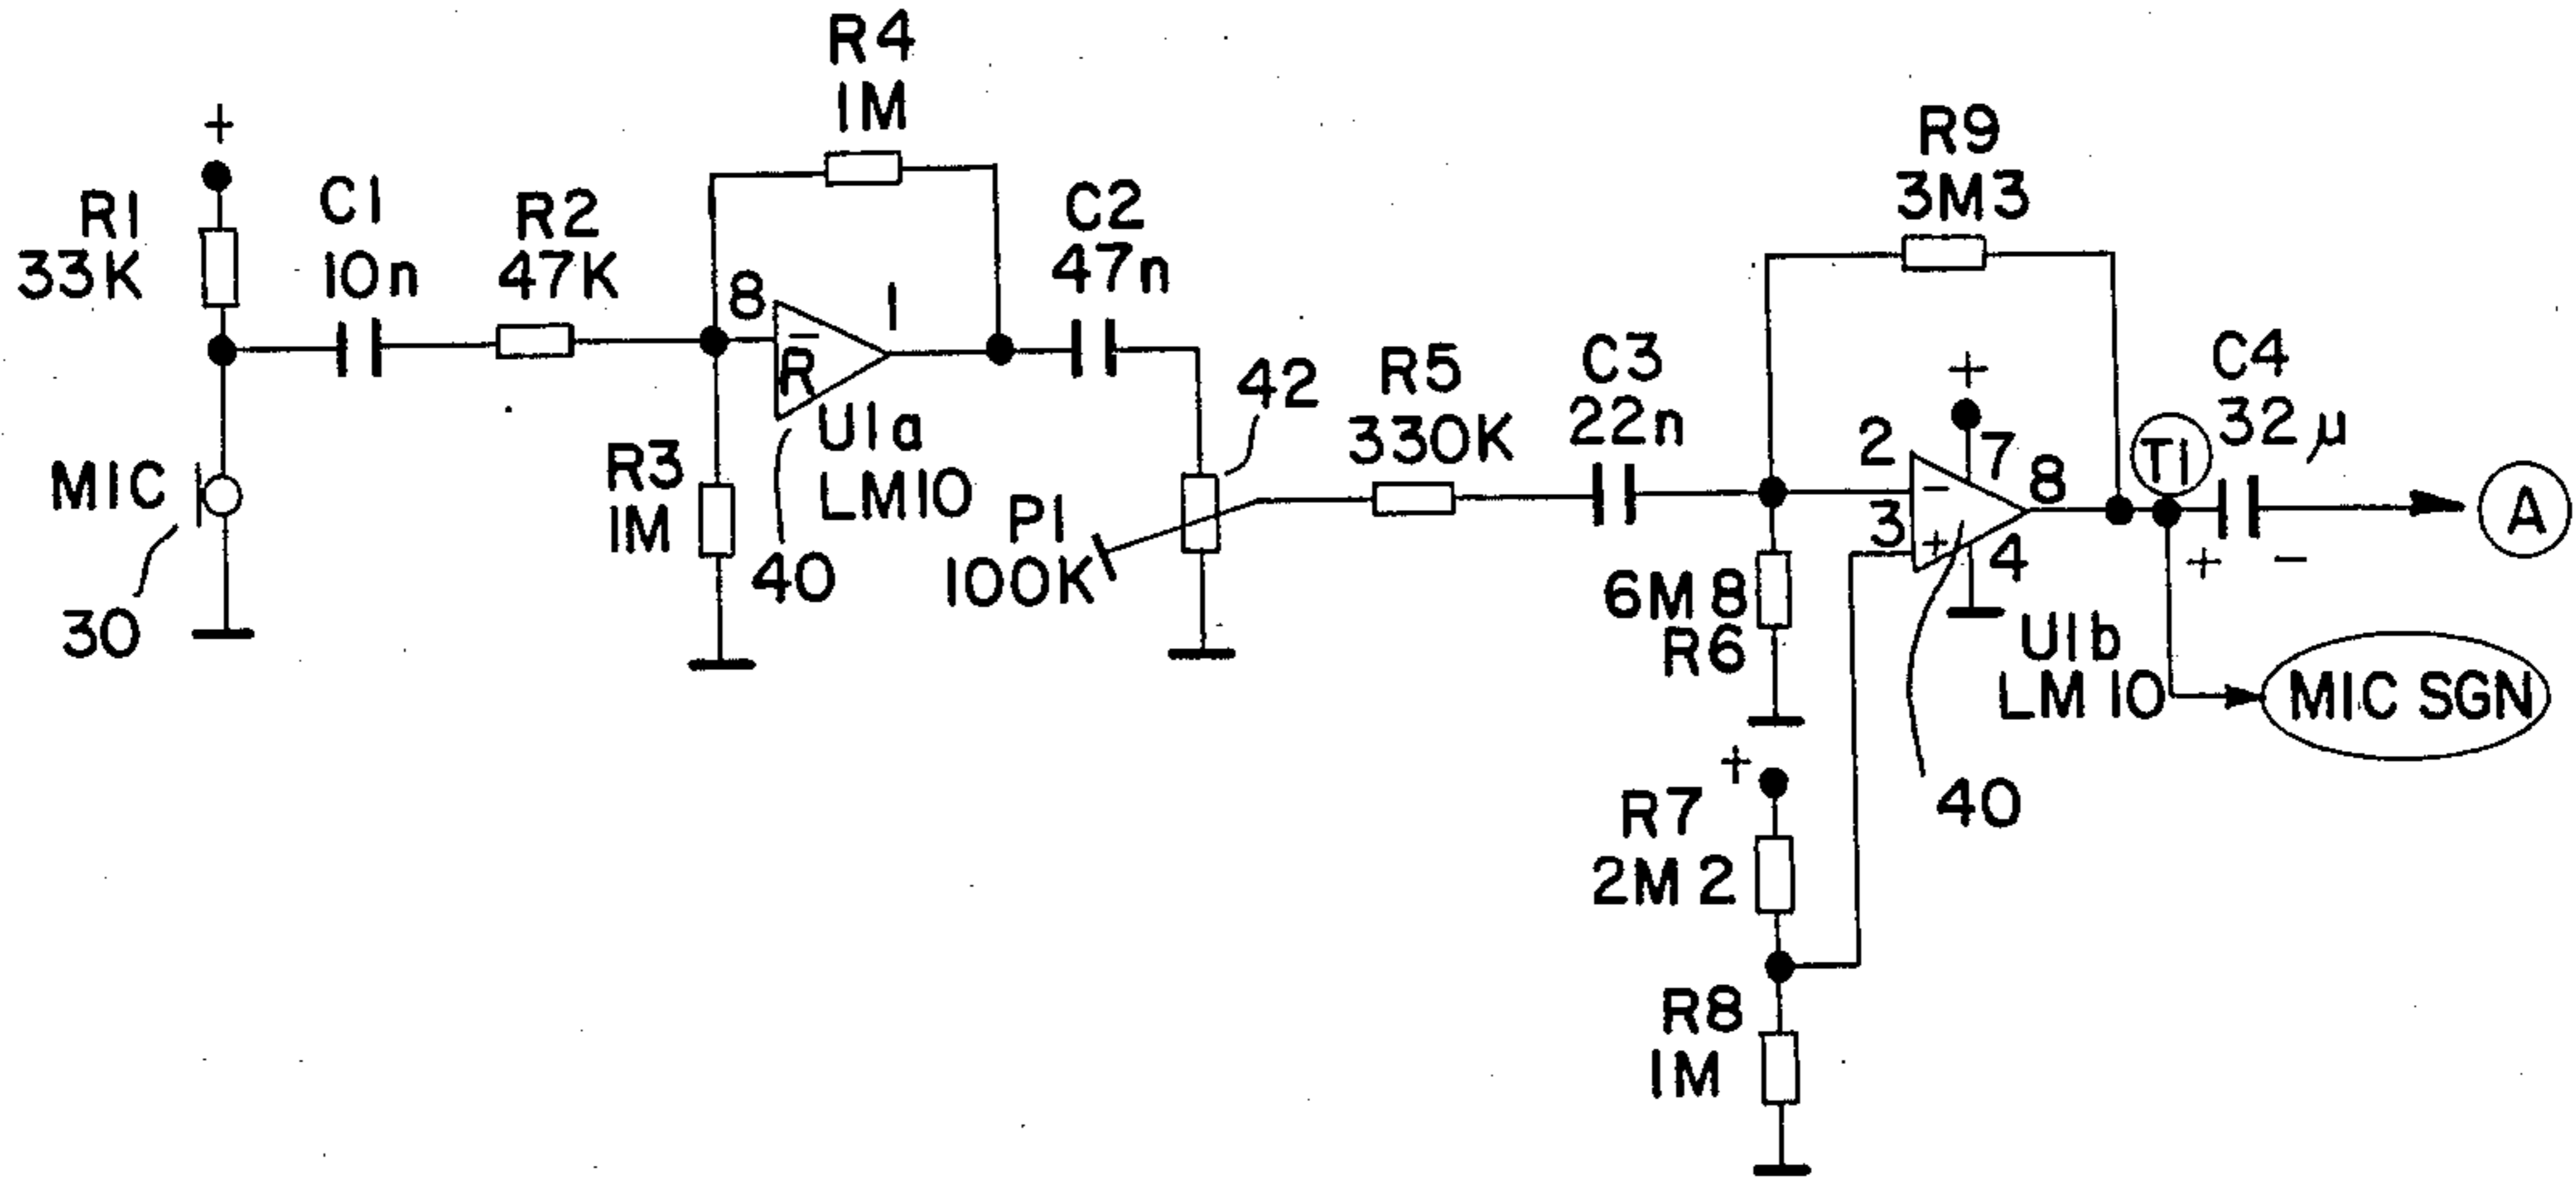 +
R1
33K
C1
10n
R2
47K
R4
1M
8
1
−
R
U1a
LM10
C2
47n
MIC
30
R3
1M
40
42
P1
100K
R5
330K
C3
22n
R9
3M3
+
2
7
8
3
4
−
+
6M8
R6
U1b
LM10
T1
C4
32μ
+ −
A
MIC SGN
40
+
R7
2M2
R8
1M